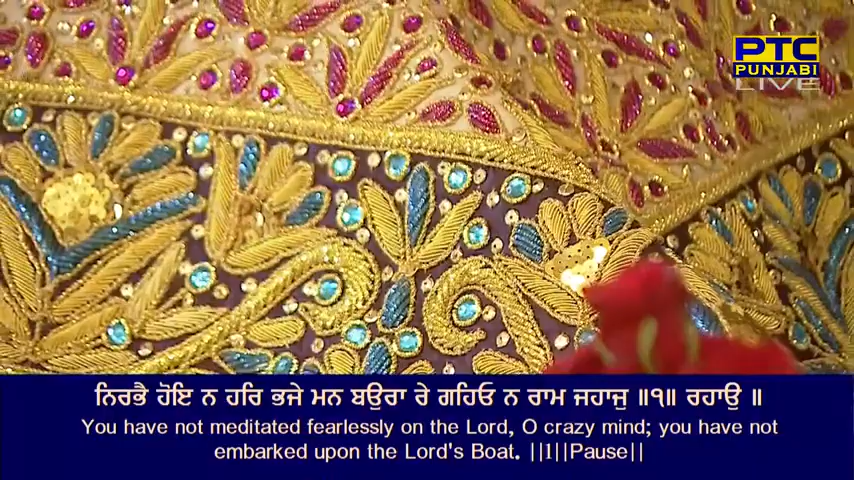 PTC
PUNJABI
LIVE
ਨਿਰਭੈ ਹੋਇ ਨ ਹਰਿ ਭਜੇ ਮਨ ਬਉਰਾ ਰੇ ਗਹਿਓ ਨ ਰਾਮ ਜਹਾਜੁ ॥੧॥ ਰਹਾਉ ॥
You have not meditated fearlessly on the Lord, O crazy mind; you have not
embarked upon the Lord's Boat. ||1||Pause||